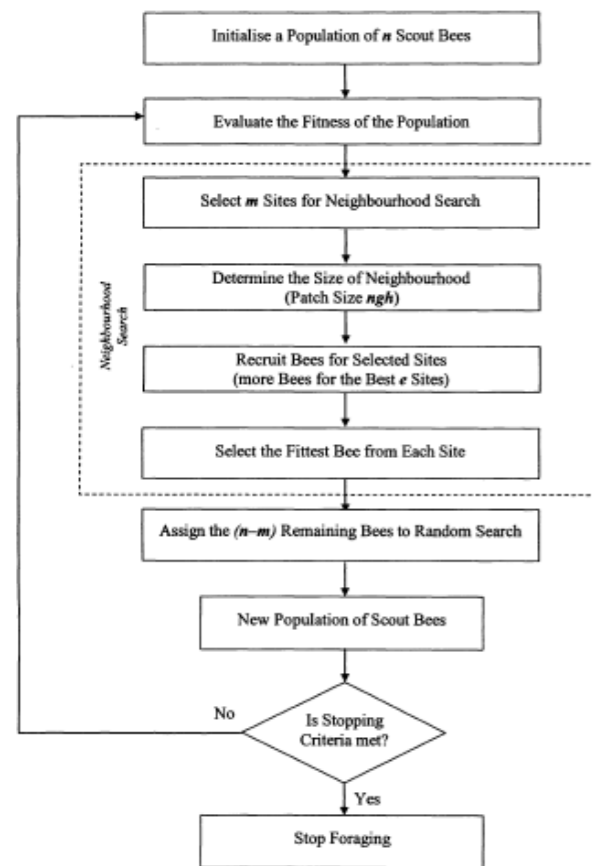 Initialise a Population of n Scout Bees
Evaluate the Fitness of the Population
Select m Sites for Neighbourhood Search
Determine the Size of Neighbourhood
(Patch Size ngh)
Neighbourhood
Search
Recruit Bees for Selected Sites
(more Bees for the Best e Sites)
Select the Fittest Bee from Each Site
Assign the (n–m) Remaining Bees to Random Search
New Population of Scout Bees
No
Is Stopping
Criteria met?
Yes
Stop Foraging